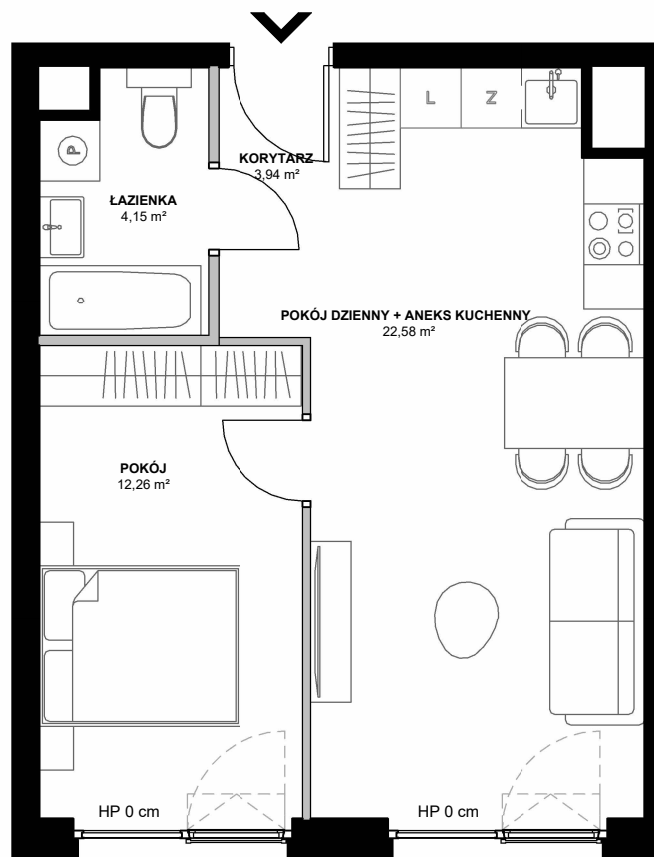 L
Z
KORYTARZ
3,94 m²
P
ŁAZIENKA
4,15 m²
POKÓJ DZIENNY + ANEKS KUCHENNY
22,58 m²
POKÓJ
12,26 m²
HP 0 cm
HP 0 cm